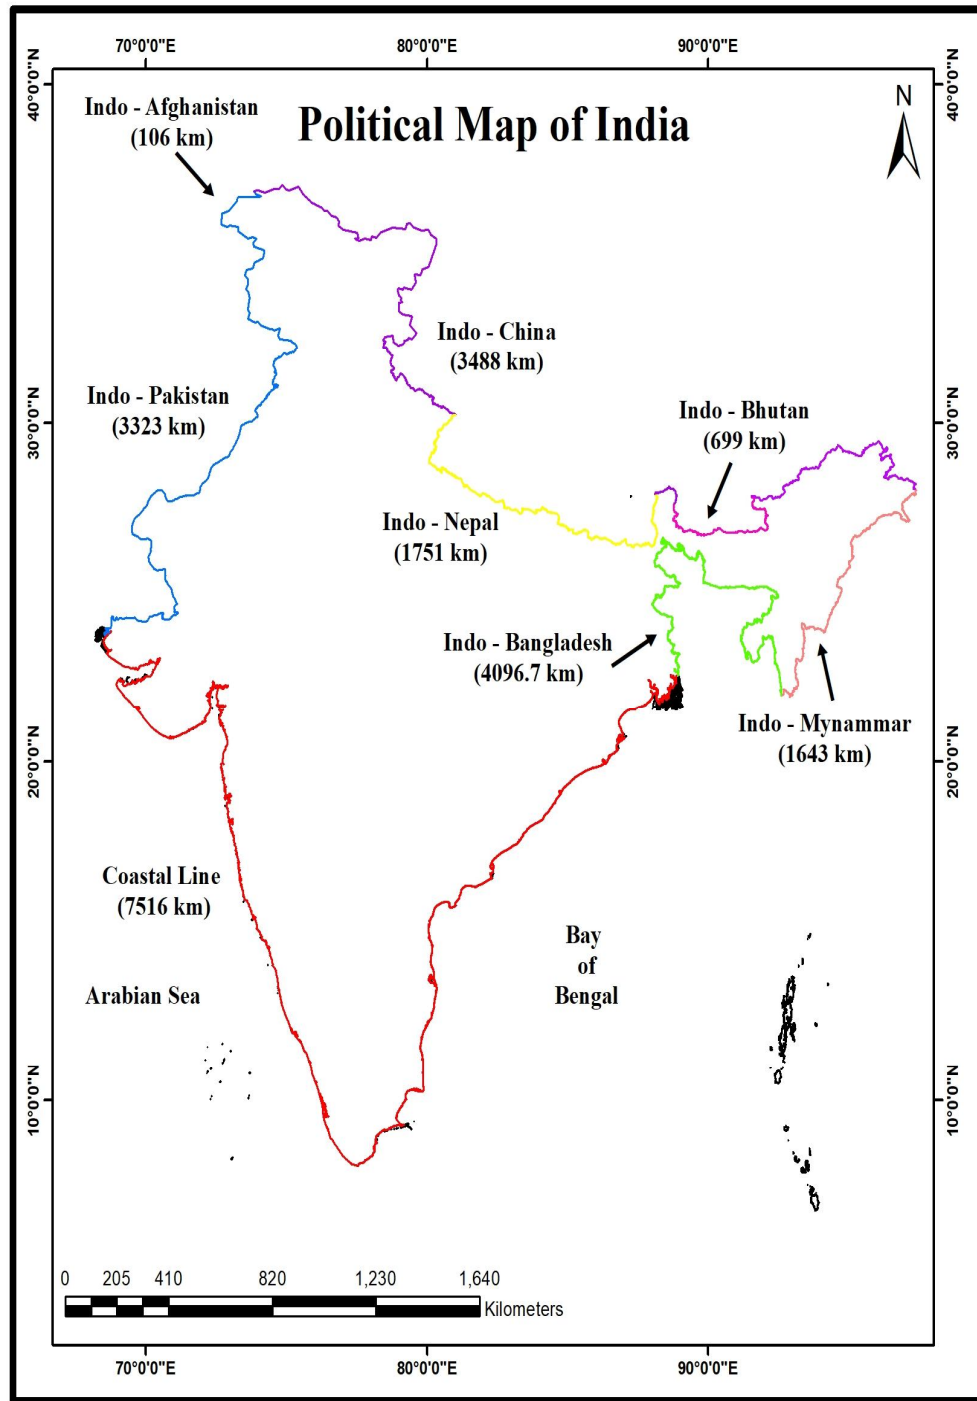 70°0'0"E 80°0'0"E 90°0'0"E
40°0'0"N
40°0'0"N
Indo - Afghanistan
(106 km)
Political Map of India
N
Indo - China
(3488 km)
Indo - Pakistan
(3323 km)
30°0'0"N
30°0'0"N
Indo - Bhutan
(699 km)
Indo - Nepal
(1751 km)
Indo - Bangladesh
(4096.7 km)
Indo - Mynammar
(1643 km)
20°0'0"N
20°0'0"N
Coastal Line
(7516 km)
Bay
of
Bengal
Arabian Sea
10°0'0"N
10°0'0"N
0 205 410 820 1,230 1,640
Kilometers
70°0'0"E 80°0'0"E 90°0'0"E